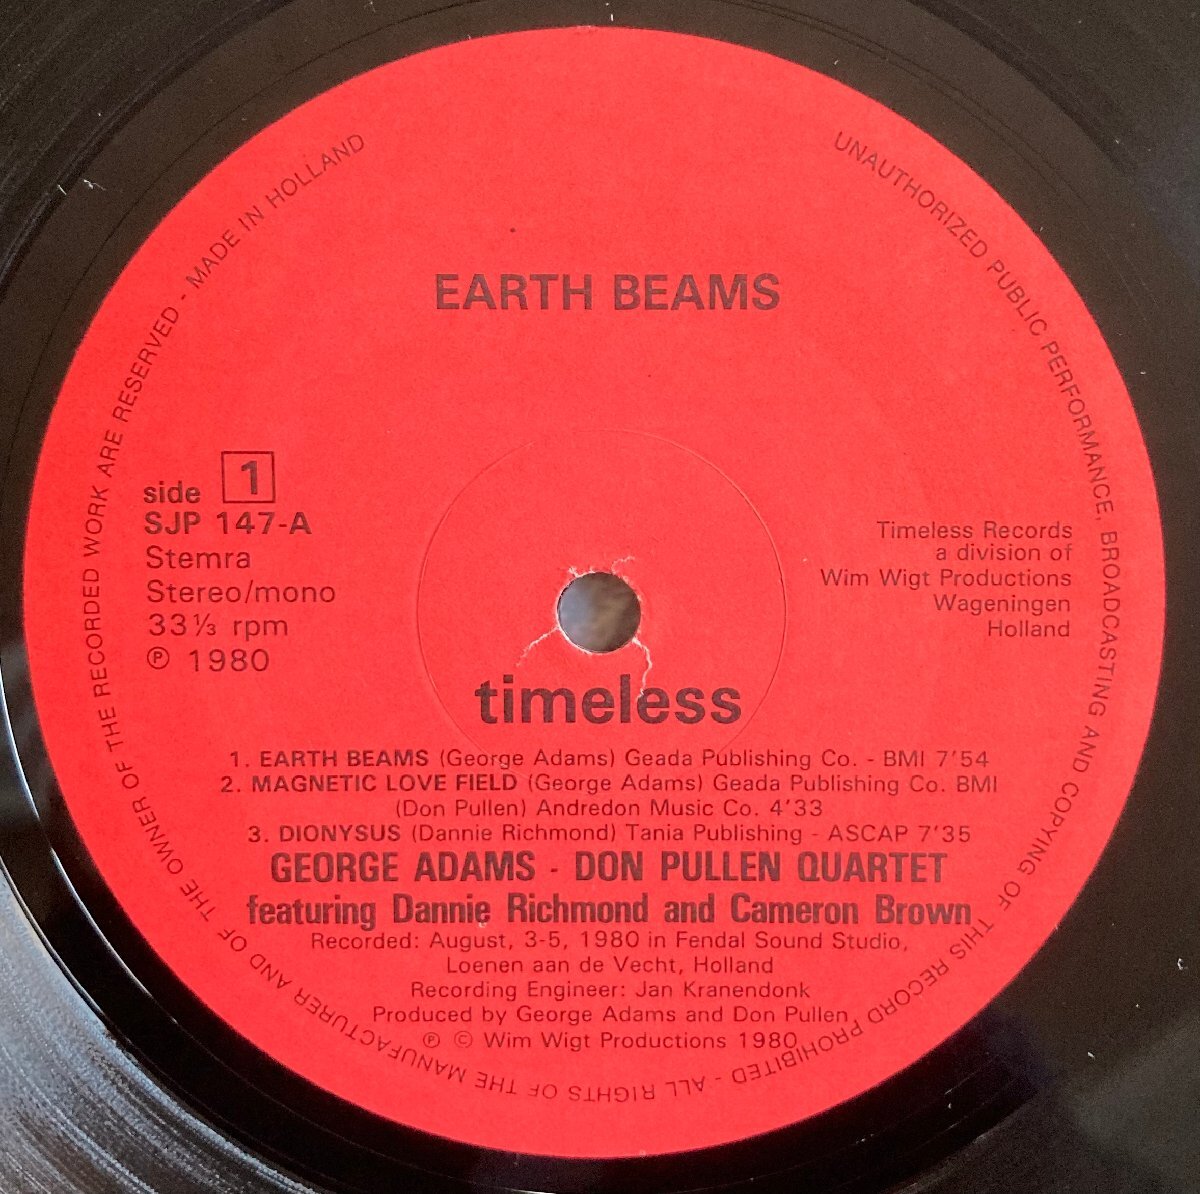 EARTH BEAMS
side 1
SJP 147-A
Stemra
Stereo/mono
33⅓ rpm
℗ 1980
Timeless Records
a division of
Wim Wigt Productions
Wageningen
Holland
timeless
1. EARTH BEAMS (George Adams) Geada Publishing Co. - BMI 7'54
2. MAGNETIC LOVE FIELD (George Adams) Geada Publishing Co. BMI
(Don Pullen) Andredon Music Co. 4'33
3. DIONYSUS (Dannie Richmond) Tania Publishing - ASCAP 7'35
GEORGE ADAMS - DON PULLEN QUARTET
featuring Dannie Richmond and Cameron Brown
Recorded: August, 3-5, 1980 in Fendal Sound Studio,
Loenen aan de Vecht, Holland
Recording Engineer: Jan Kranendonk
Produced by George Adams and Don Pullen
℗ © Wim Wigt Productions 1980
UNAUTHORIZED PUBLIC PERFORMANCE, BROADCASTING AND COPYING OF THIS RECORD PROHIBITED - ALL RIGHTS OF THE MANUFACTURER AND OF THE OWNER OF THE RECORDED WORK ARE RESERVED - MADE IN HOLLAND